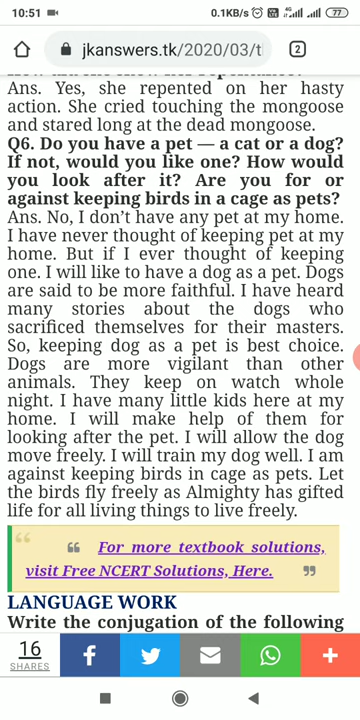 10:51
0.1KB/s
4G
77
jkanswers.tk/2020/03/t
2
Ans. Yes, she repented on her hasty
action. She cried touching the mongoose
and stared long at the dead mongoose.
Q6. Do you have a pet — a cat or a dog?
If not, would you like one? How would
you look after it? Are you for or
against keeping birds in a cage as pets?
Ans. No, I don't have any pet at my home.
I have never thought of keeping pet at my
home. But if I ever thought of keeping
one. I will like to have a dog as a pet. Dogs
are said to be more faithful. I have heard
many stories about the dogs who
sacrificed themselves for their masters.
So, keeping dog as a pet is best choice.
Dogs are more vigilant than other
animals. They keep on watch whole
night. I have many little kids here at my
home. I will make help of them for
looking after the pet. I will allow the dog
move freely. I will train my dog well. I am
against keeping birds in cage as pets. Let
the birds fly freely as Almighty has gifted
life for all living things to live freely.
“ For more textbook solutions,
visit Free NCERT Solutions, Here. ”
LANGUAGE WORK
Write the conjugation of the following
16
SHARES